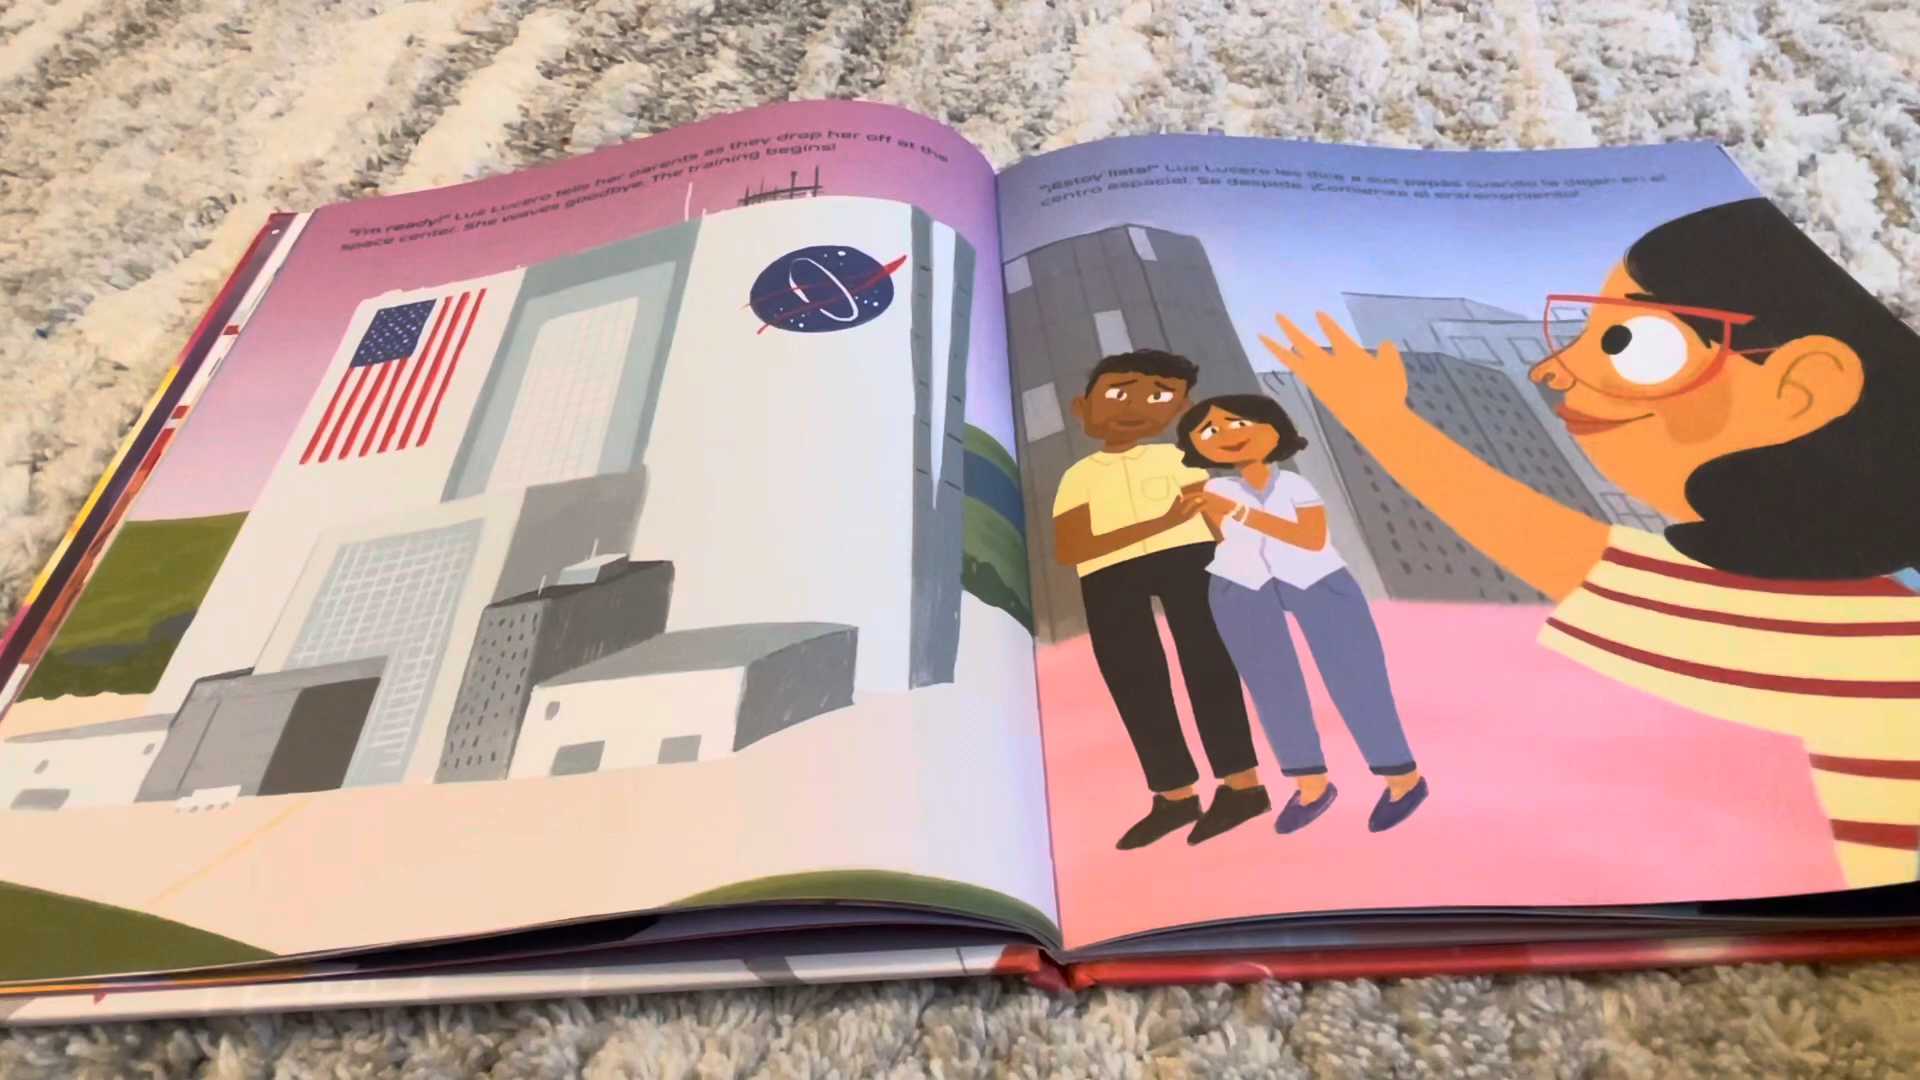 "I'm ready!" Luz Lucero tells her parents as they drop her off at the
space center. She waves goodbye. The training begins!
"¡Estoy lista!" Luz Lucero les dice a sus papás cuando la dejan en el
centro espacial. Se despide. ¡Comienza el entrenamiento!